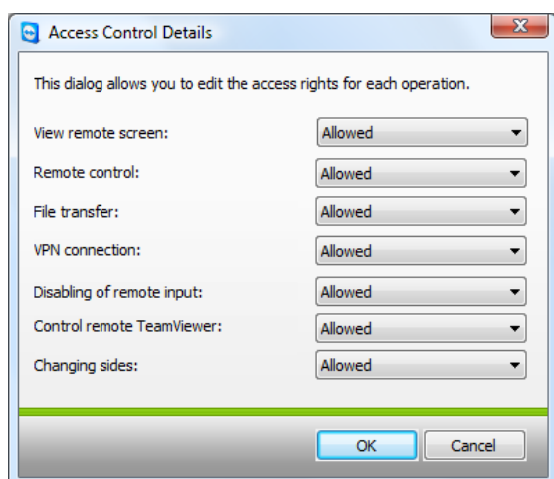 Access Control Details
This dialog allows you to edit the access rights for each operation.
View remote screen: Allowed
Remote control: Allowed
File transfer: Allowed
VPN connection: Allowed
Disabling of remote input: Allowed
Control remote TeamViewer: Allowed
Changing sides: Allowed
OK Cancel